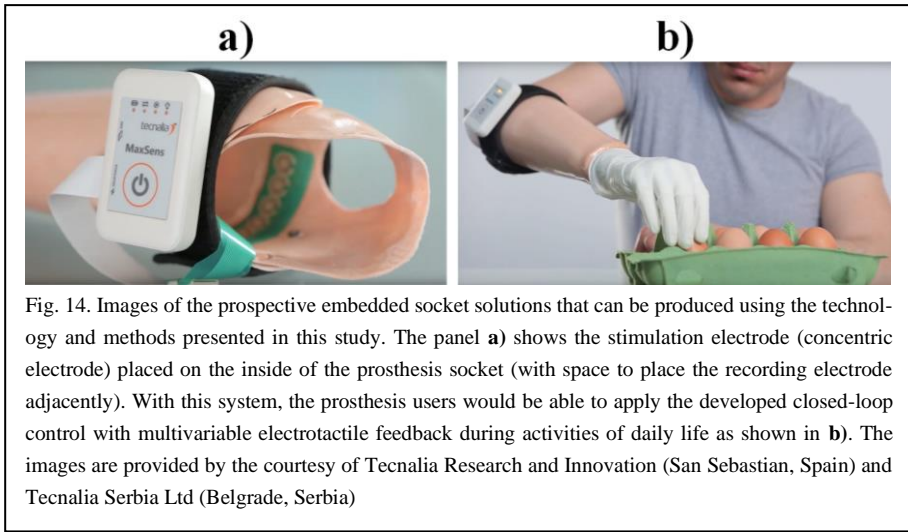 a) b)
tecnalia
MaxSens
Fig. 14. Images of the prospective embedded socket solutions that can be produced using the technol-
ogy and methods presented in this study. The panel a) shows the stimulation electrode (concentric
electrode) placed on the inside of the prosthesis socket (with space to place the recording electrode
adjacently). With this system, the prosthesis users would be able to apply the developed closed-loop
control with multivariable electrotactile feedback during activities of daily life as shown in b). The
images are provided by the courtesy of Tecnalia Research and Innovation (San Sebastian, Spain) and
Tecnalia Serbia Ltd (Belgrade, Serbia)